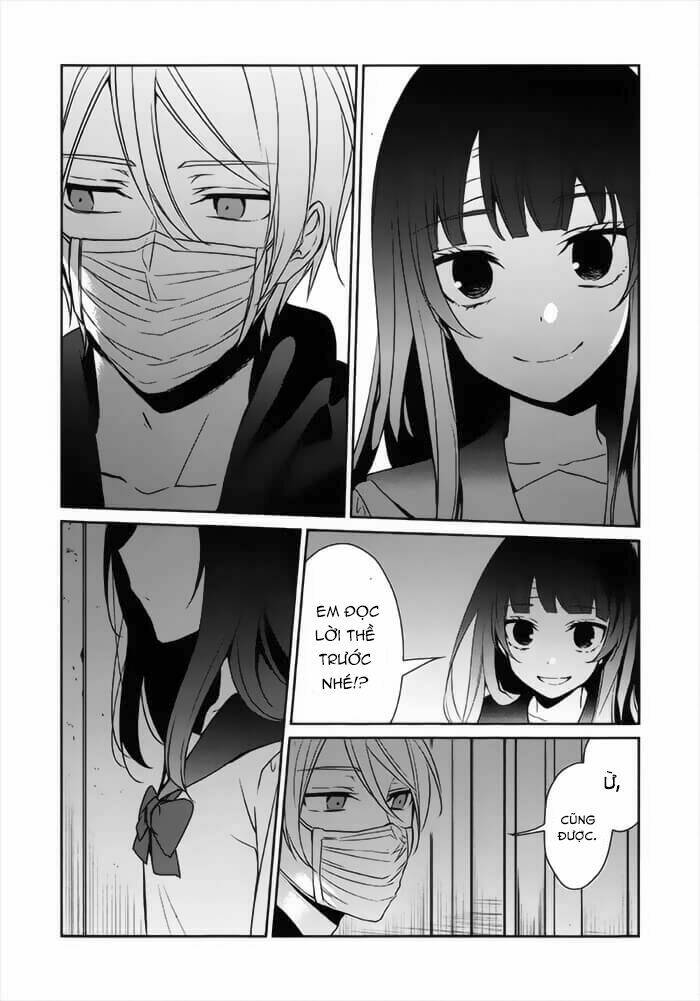 EM ĐỌC
LỜI THỀ
TRƯỚC
NHÉ!?
Ừ,
CŨNG
ĐƯỢC.